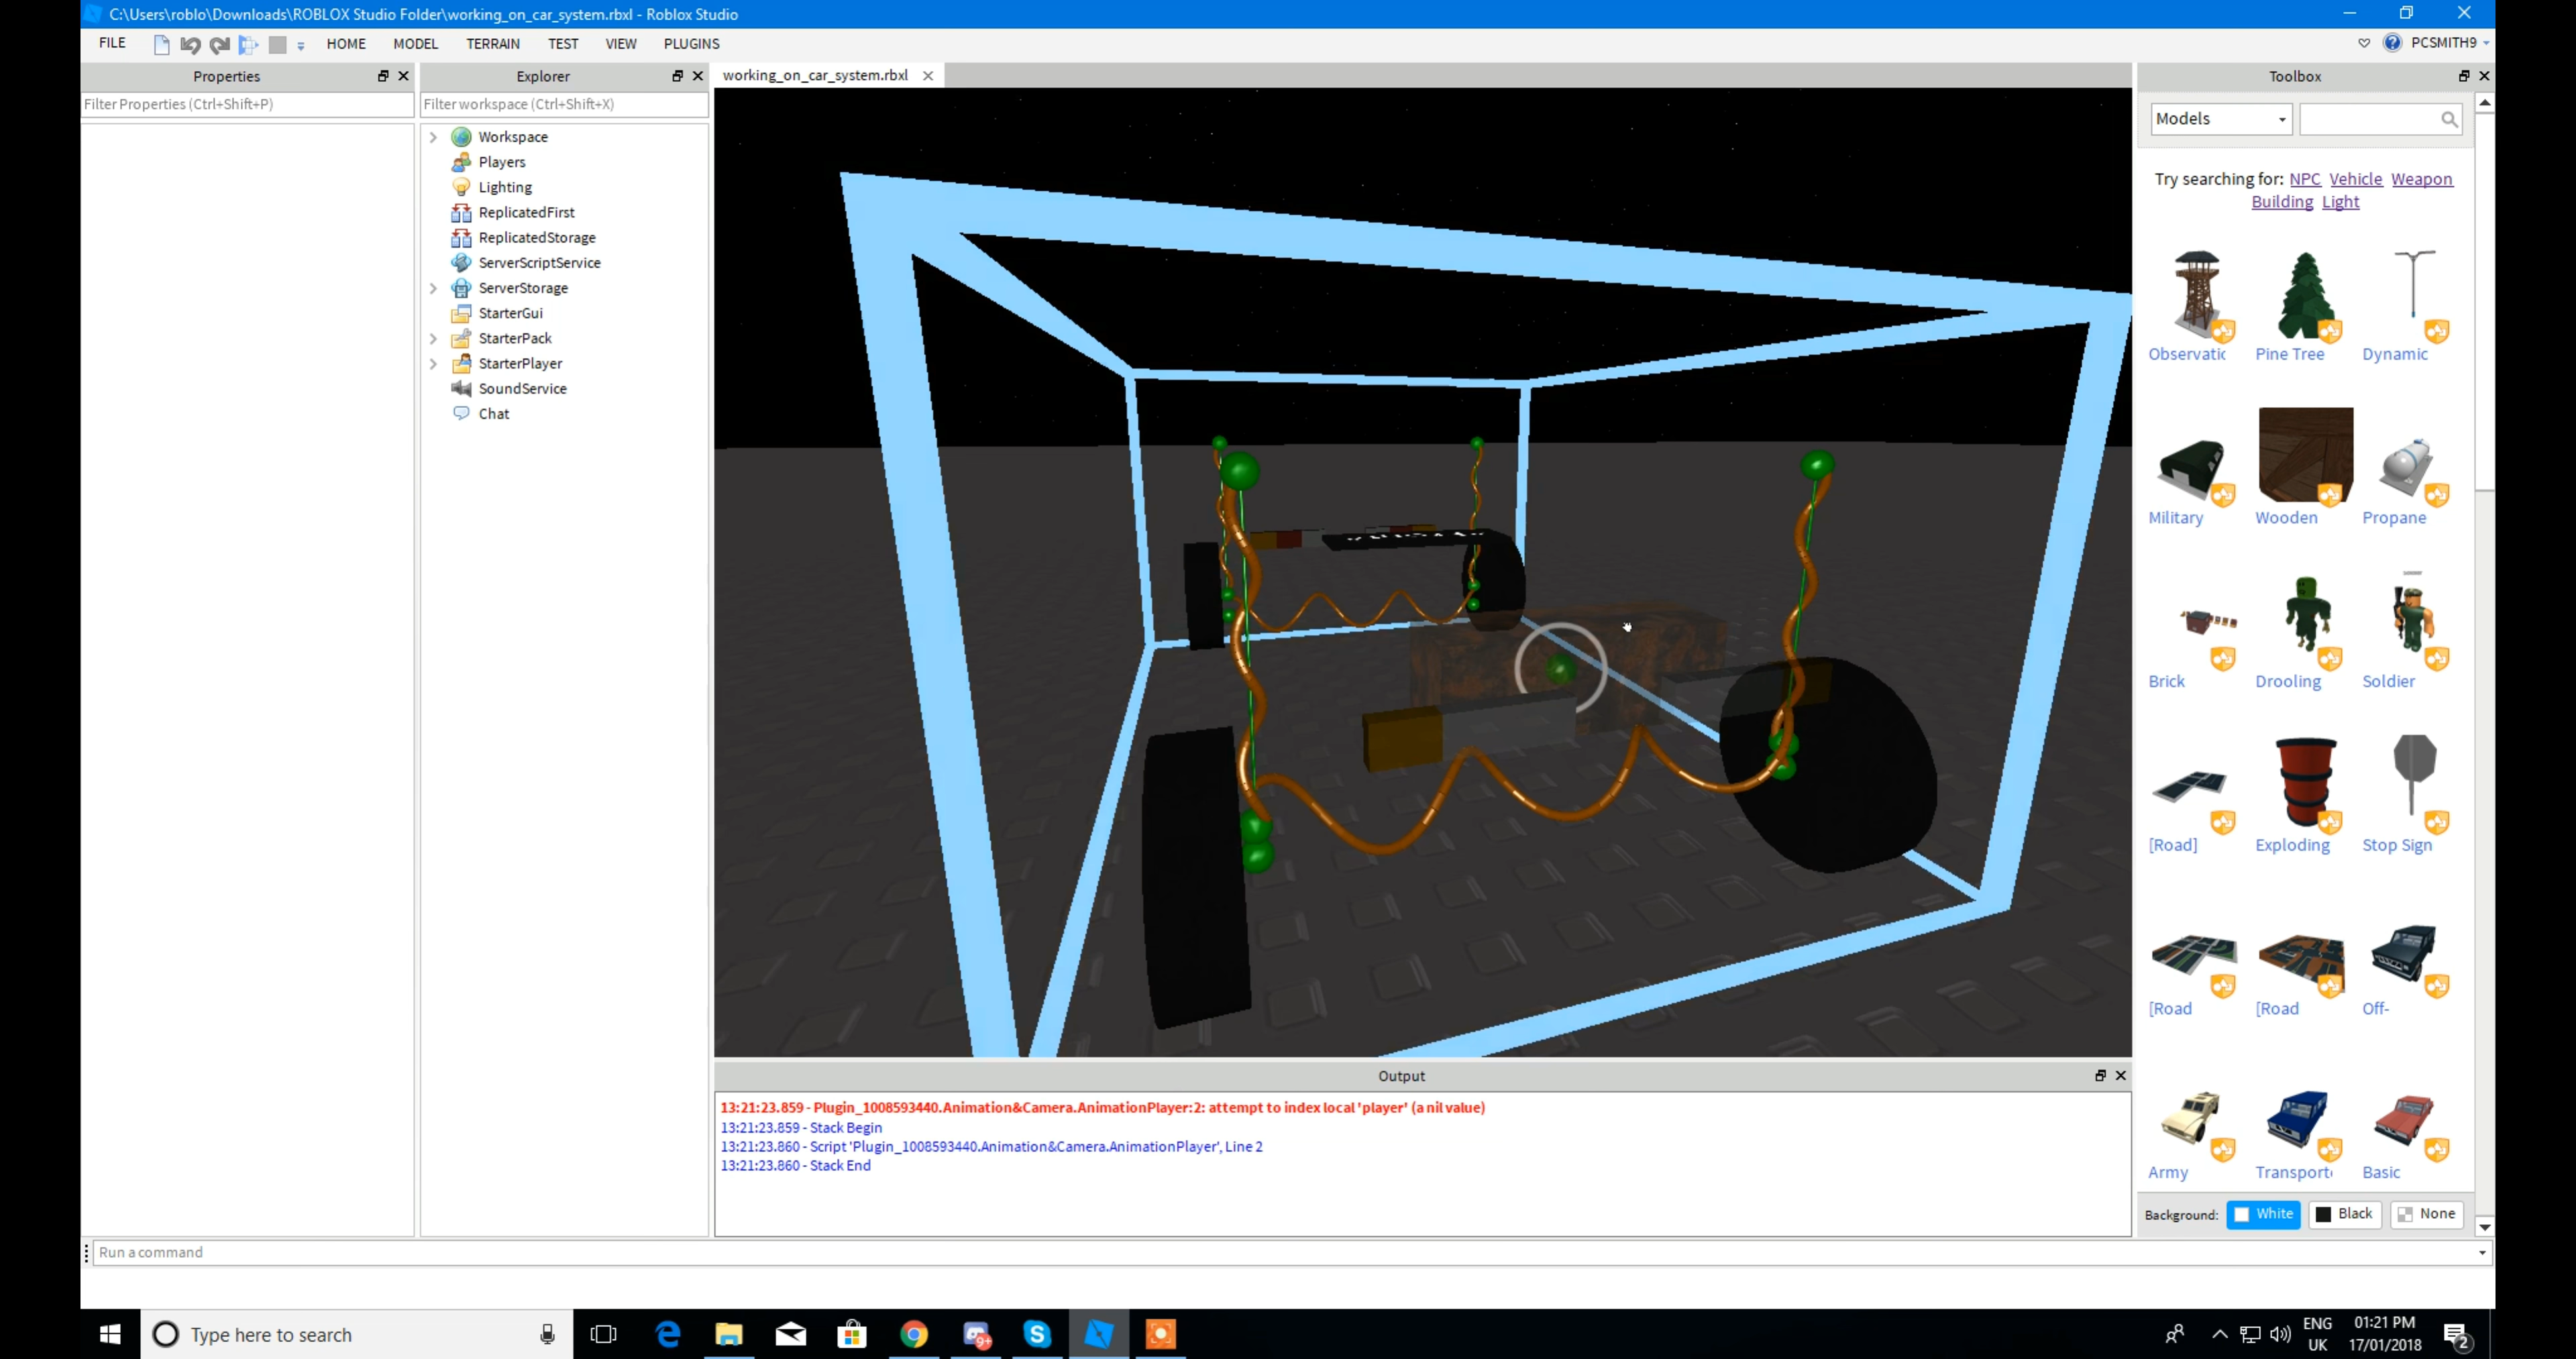 C:\Users\roblo\Downloads\ROBLOX Studio Folder\working_on_car_system.rbxl - Roblox Studio
FILE HOME MODEL TERRAIN TEST VIEW PLUGINS PCSMITH9
Properties
Filter Properties (Ctrl+Shift+P)
Explorer
Filter workspace (Ctrl+Shift+X)
Workspace
Players
Lighting
ReplicatedFirst
ReplicatedStorage
ServerScriptService
ServerStorage
StarterGui
StarterPack
StarterPlayer
SoundService
Chat
working_on_car_system.rbxl
Toolbox
Models
Try searching for: NPC Vehicle Weapon
Building Light
Observatic Pine Tree Dynamic
Military Wooden Propane
Brick Drooling Soldier
[Road] Exploding Stop Sign
[Road [Road Off-
Army Transport Basic
Background: White Black None
Output
13:21:23.859 - Plugin_1008593440.Animation&Camera.AnimationPlayer:2: attempt to index local 'player' (a nil value)
13:21:23.859 - Stack Begin
13:21:23.860 - Script 'Plugin_1008593440.Animation&Camera.AnimationPlayer', Line 2
13:21:23.860 - Stack End
Run a command
Type here to search
9+
ENG
UK
01:21 PM
17/01/2018
2